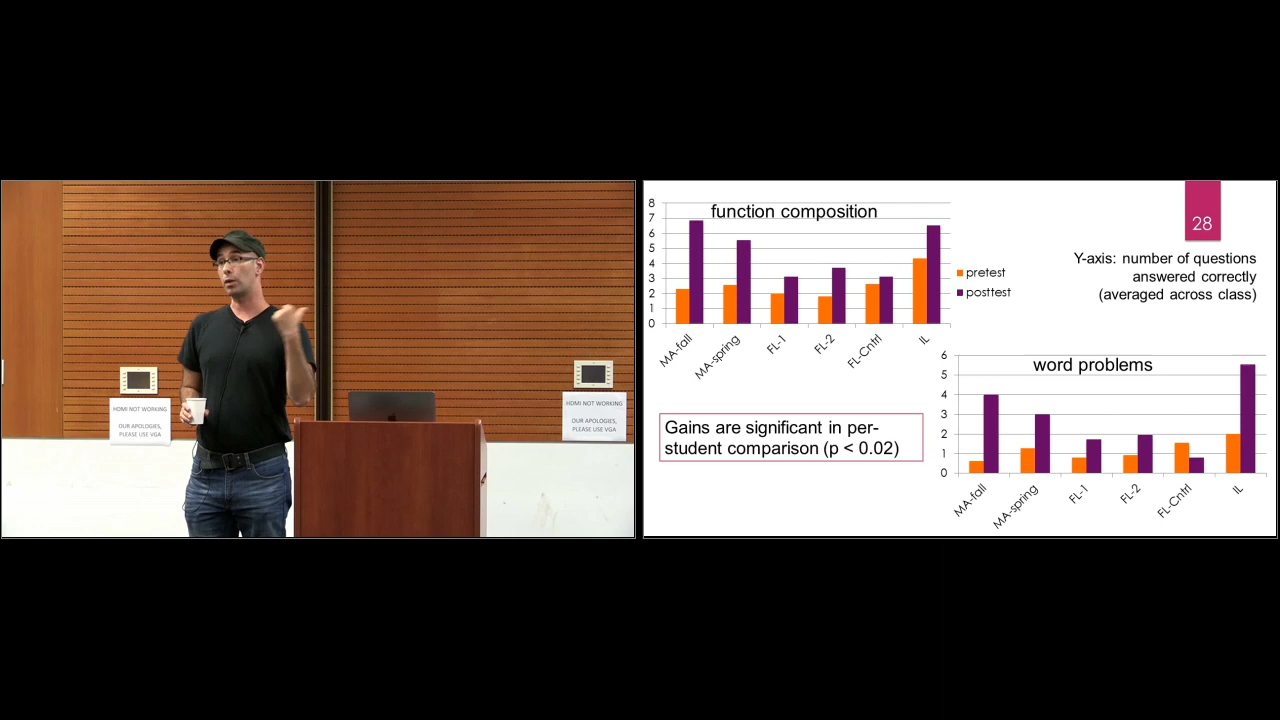 HDMI NOT WORKING
OUR APOLOGIES,
PLEASE USE VGA
HDMI NOT WORKING
OUR APOLOGIES,
PLEASE USE VGA
28
function composition
8
7
6
5
4
3
2
1
0
MA-fall
MA-spring
FL-1
FL-2
FL-Cntrl
IL
pretest
posttest
Y-axis: number of questions
answered correctly
(averaged across class)
word problems
6
5
4
3
2
1
0
MA-fall
MA-spring
FL-1
FL-2
FL-Cntrl
IL
Gains are significant in per-
student comparison (p < 0.02)